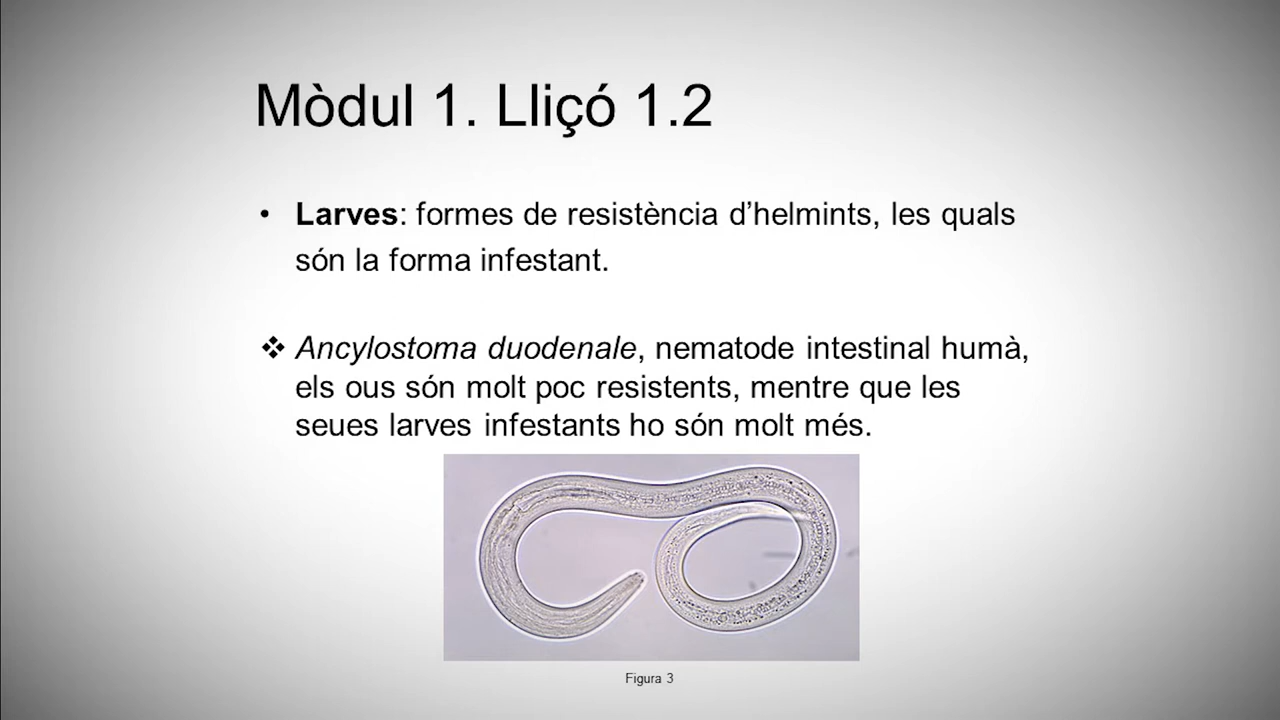 Mòdul 1. Lliçó 1.2
• Larves: formes de resistència d’helmints, les quals
són la forma infestant.
❖ Ancylostoma duodenale, nematode intestinal humà,
els ous són molt poc resistents, mentre que les
seues larves infestants ho són molt més.
Figura 3